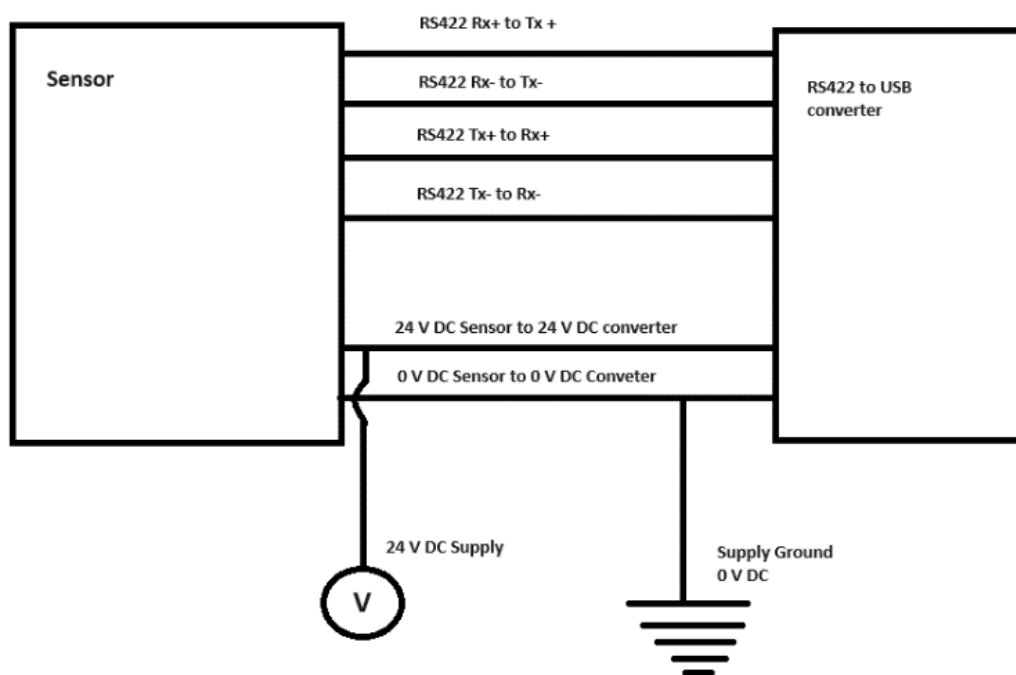 RS422 Rx+ to Tx +
Sensor
RS422 Rx- to Tx-
RS422 to USB
converter
RS422 Tx+ to Rx+
RS422 Tx- to Rx-
24 V DC Sensor to 24 V DC converter
0 V DC Sensor to 0 V DC Conveter
24 V DC Supply
Supply Ground
0 V DC
V